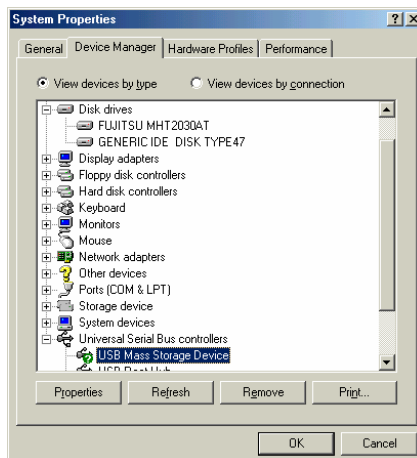 System Properties
General Device Manager Hardware Profiles Performance
View devices by type View devices by connection
Disk drives
FUJITSU MHT2030AT
GENERIC IDE DISK TYPE47
Display adapters
Floppy disk controllers
Hard disk controllers
Keyboard
Monitors
Mouse
Network adapters
Other devices
Ports (COM & LPT)
Storage device
System devices
Universal Serial Bus controllers
USB Mass Storage Device
USB Root Hub
Properties Refresh Remove Print...
OK Cancel